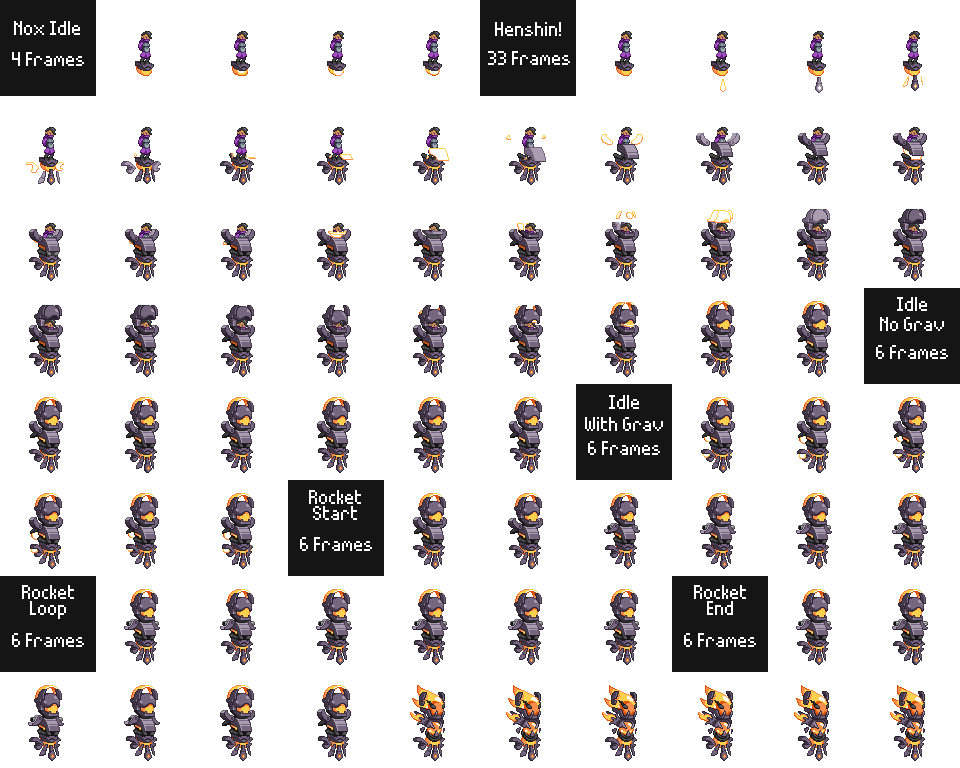 Nox Idle
4 Frames
Henshin!
33 Frames
Idle
No Grav
6 Frames
Idle
With Grav
6 Frames
Rocket
Start
6 Frames
Rocket
Loop
6 Frames
Rocket
End
6 Frames